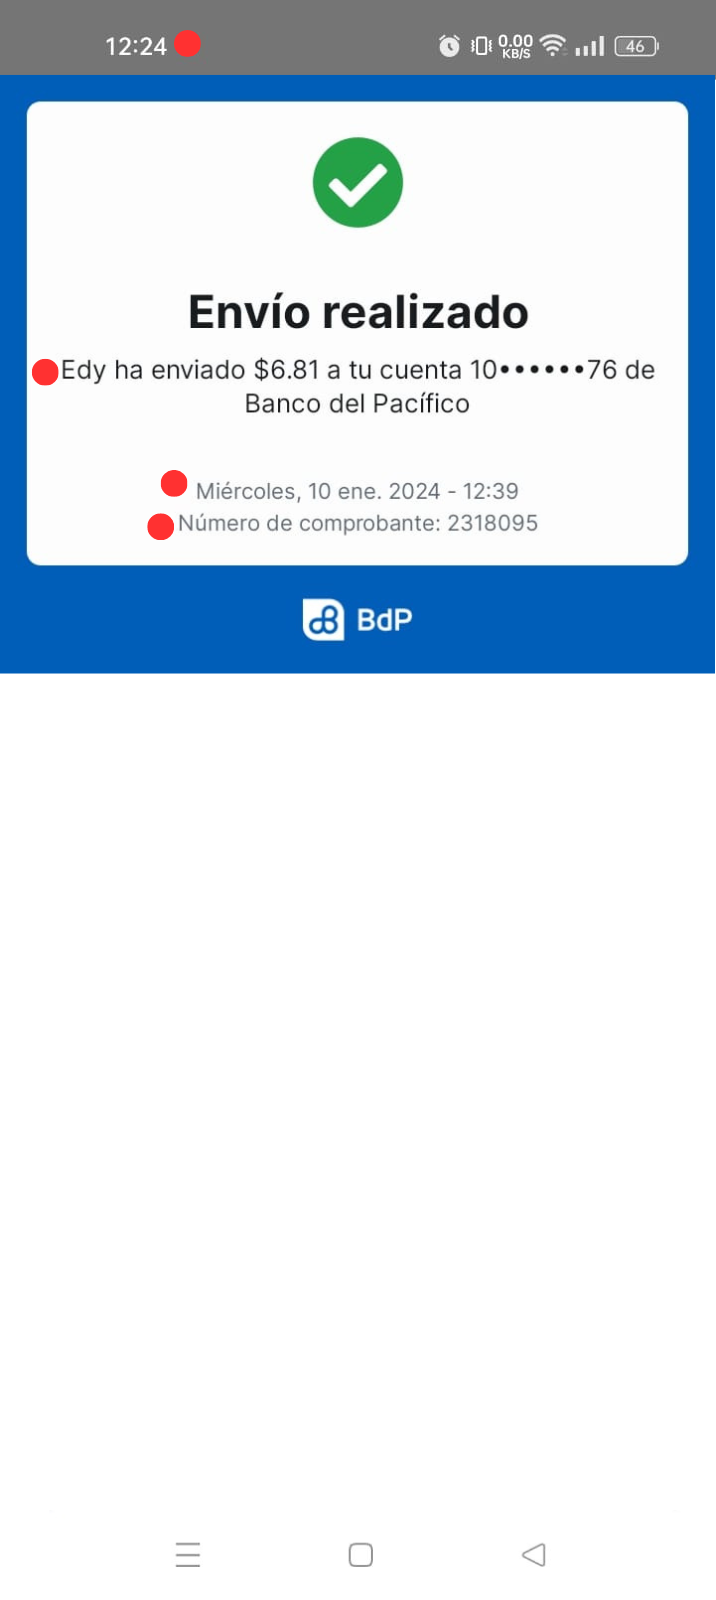 12:24
0.00
KB/S
46
Envío realizado
Edy ha enviado $6.81 a tu cuenta 10••••••76 de
Banco del Pacífico
Miércoles, 10 ene. 2024 - 12:39
Número de comprobante: 2318095
BdP